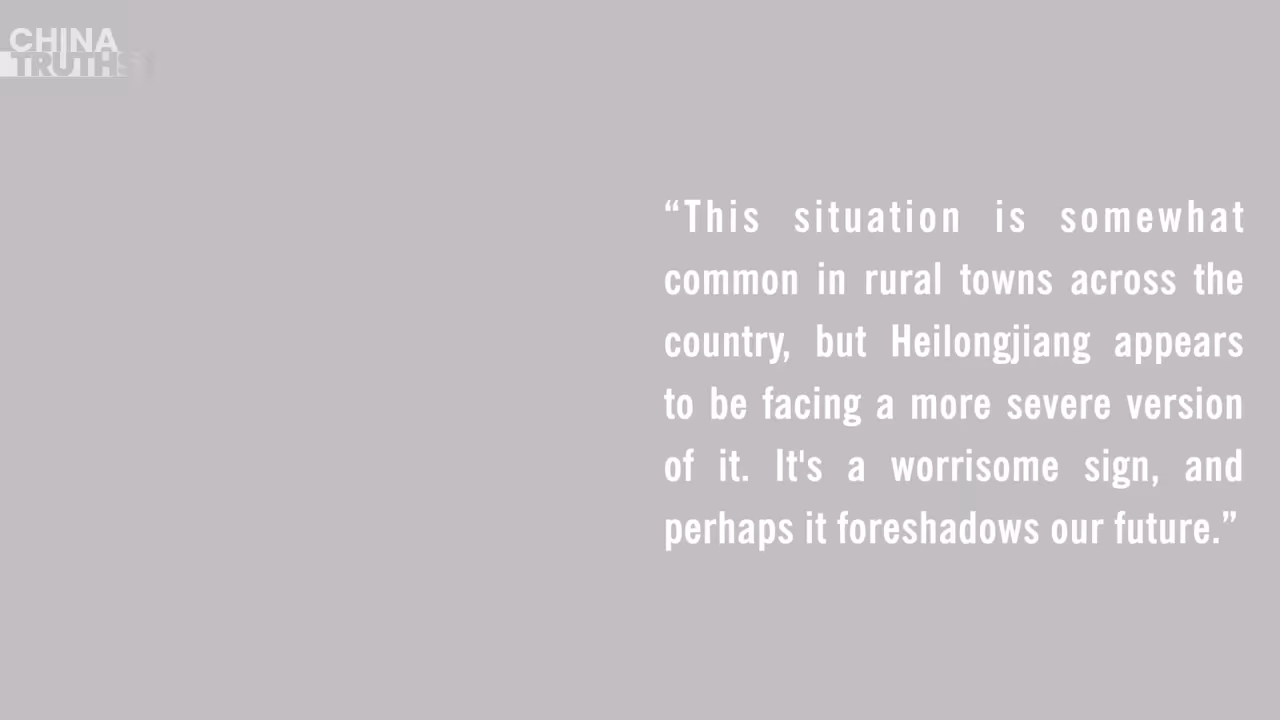 CHINA
TRUTHS
“This situation is somewhat
common in rural towns across the
country, but Heilongjiang appears
to be facing a more severe version
of it. It's a worrisome sign, and
perhaps it foreshadows our future.”